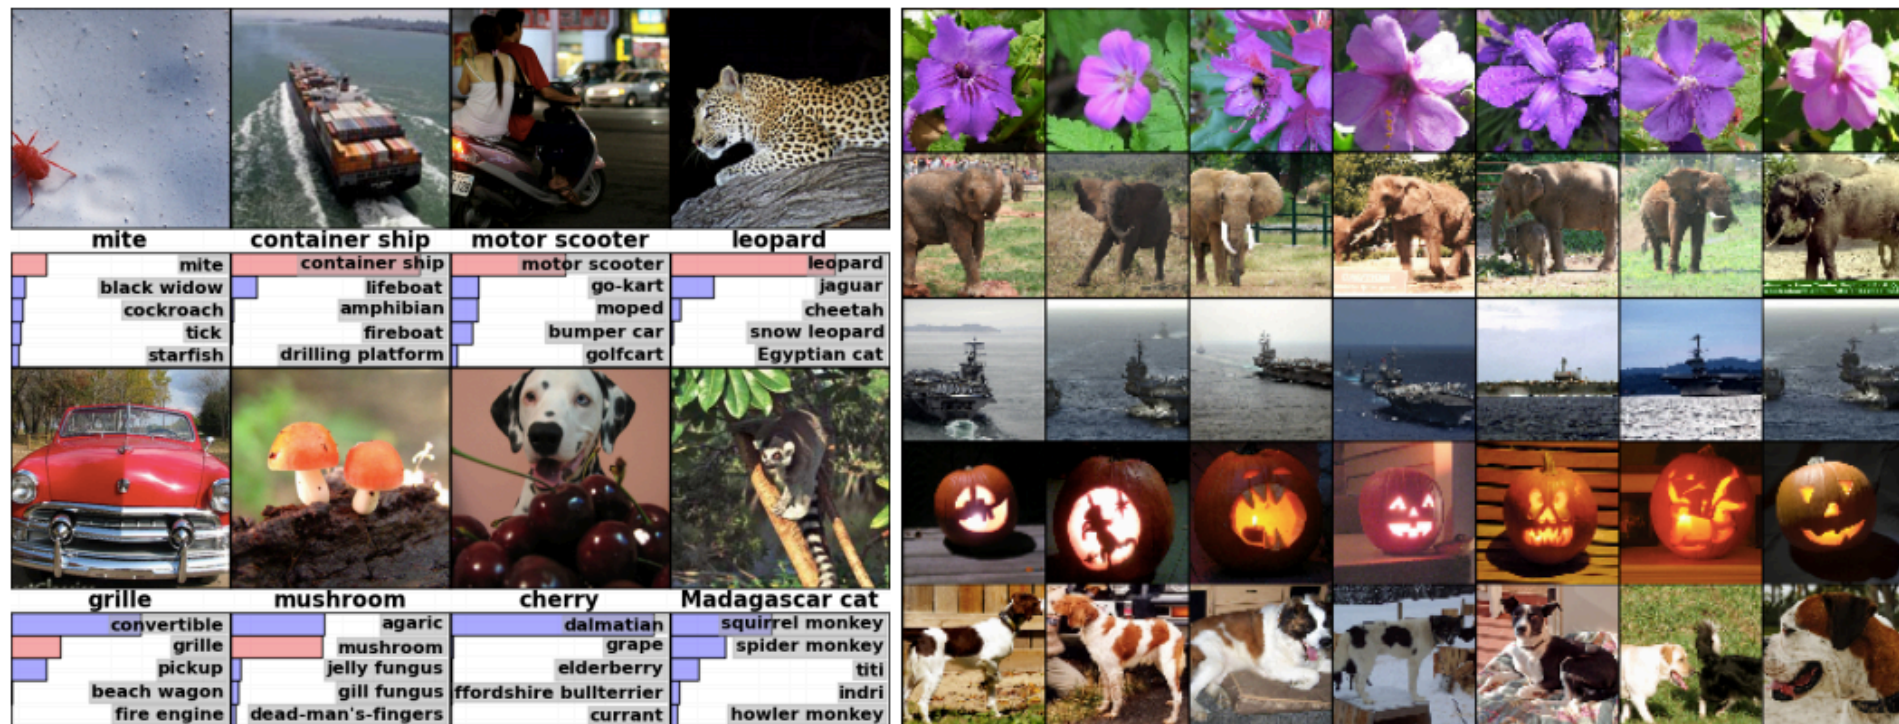 mite
container ship
motor scooter
leopard
mite
black widow
cockroach
tick
starfish
container ship
lifeboat
amphibian
fireboat
drilling platform
motor scooter
go-kart
moped
bumper car
golfcart
leopard
jaguar
cheetah
snow leopard
Egyptian cat
grille
mushroom
cherry
Madagascar cat
convertible
grille
pickup
beach wagon
fire engine
agaric
mushroom
jelly fungus
gill fungus
dead-man's-fingers
dalmatian
grape
elderberry
ffordshire bullterrier
currant
squirrel monkey
spider monkey
titi
indri
howler monkey